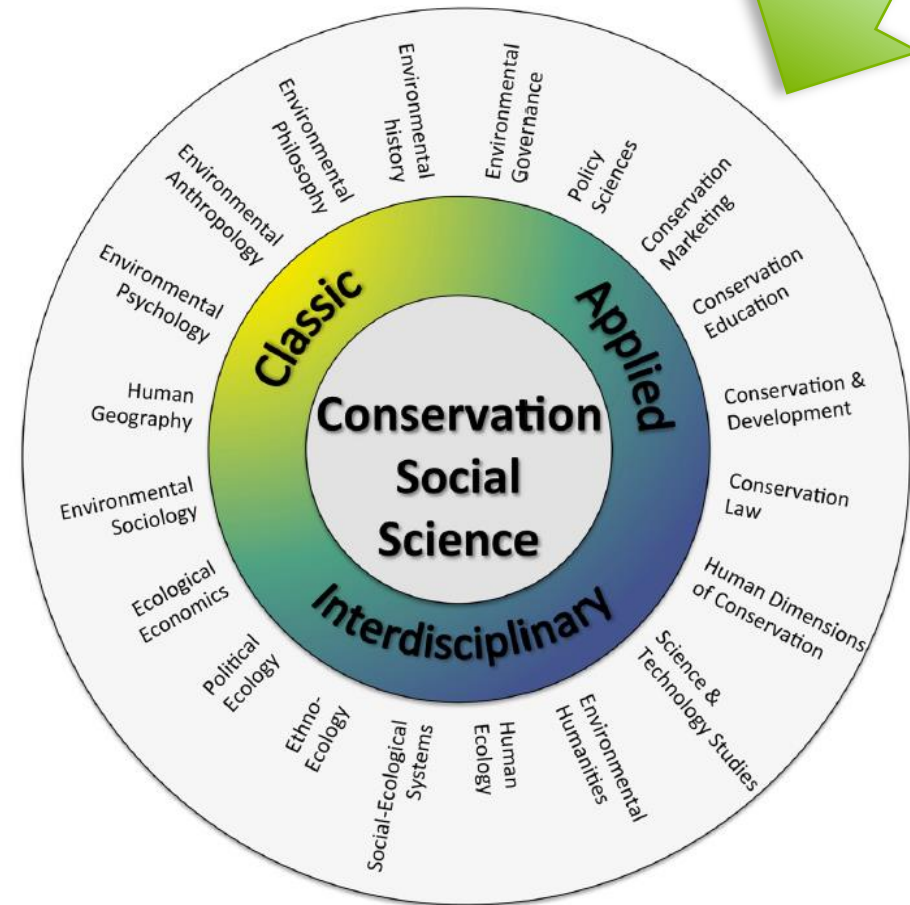 Conservation
Social
Science
Classic
Applied
Interdisciplinary
Environmental
Governance
Policy
Sciences
Conservation
Marketing
Conservation
Education
Conservation &
Development
Conservation
Law
Human Dimensions
of Conservation
Science &
Technology Studies
Environmental
Humanities
Human
Ecology
Social-Ecological
Systems
Ethno-
Ecology
Political
Ecology
Ecological
Economics
Environmental
Sociology
Human
Geography
Environmental
Psychology
Environmental
Anthropology
Environmental
Philosophy
Environmental
history